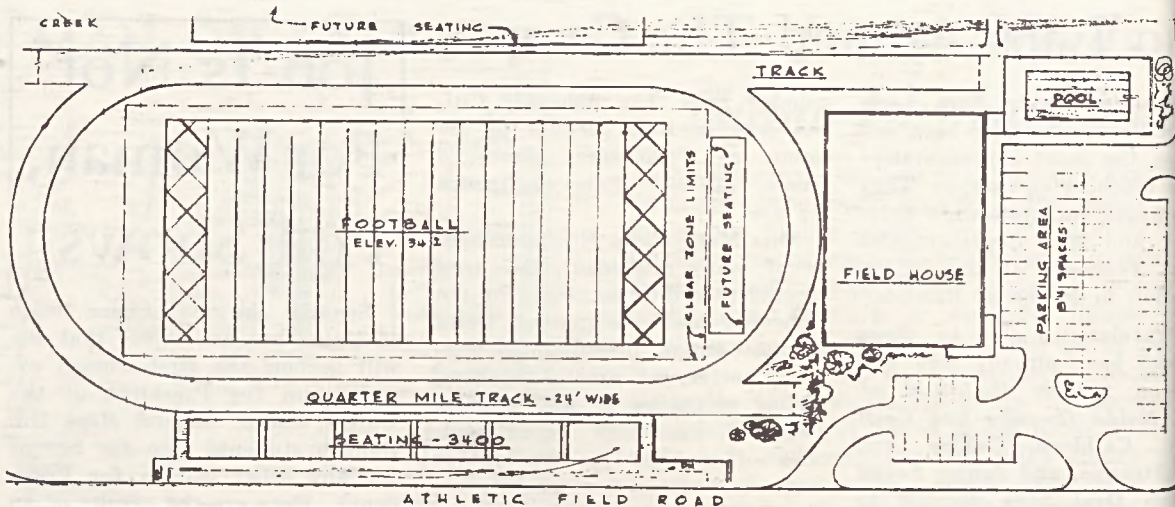 CREEK
FUTURE SEATING
TRACK
POOL
FOOTBALL
ELEV. 342
CLEAR ZONE LIMITS
FUTURE SEATING
FIELD HOUSE
PARKING AREA
SPACES
QUARTER MILE TRACK - 24' WIDE
SEATING - 3400
ATHLETIC FIELD ROAD